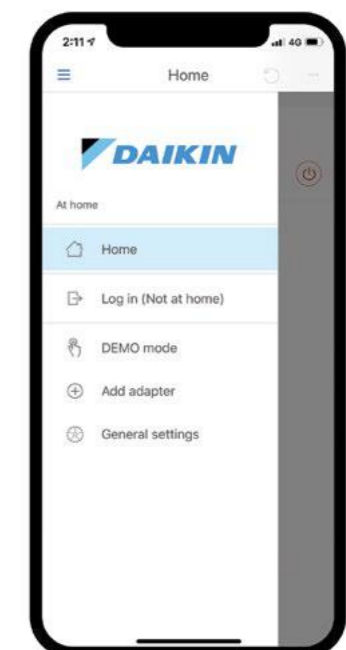 2:11
4G
Home
DAIKIN
At home
Home
Log in (Not at home)
DEMO mode
Add adapter
General settings